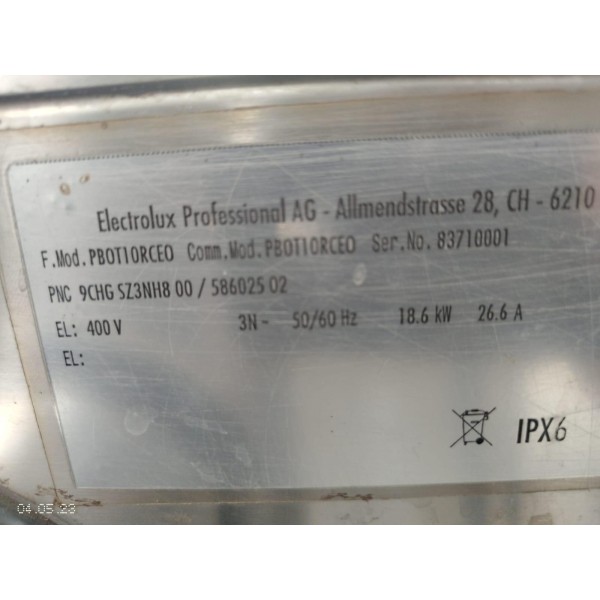 Electrolux Professional AG - Allmendstrasse 28, CH - 6210
F.Mod. PBOT10RCEO Comm.Mod. PBOT10RCEO Ser.No. 83710001
PNC 9CHG SZ3NH8 00 / 586025 02
EL: 400 V 3N~ 50/60 Hz 18.6 kW 26.6 A
EL:
IPX6
04.05.23